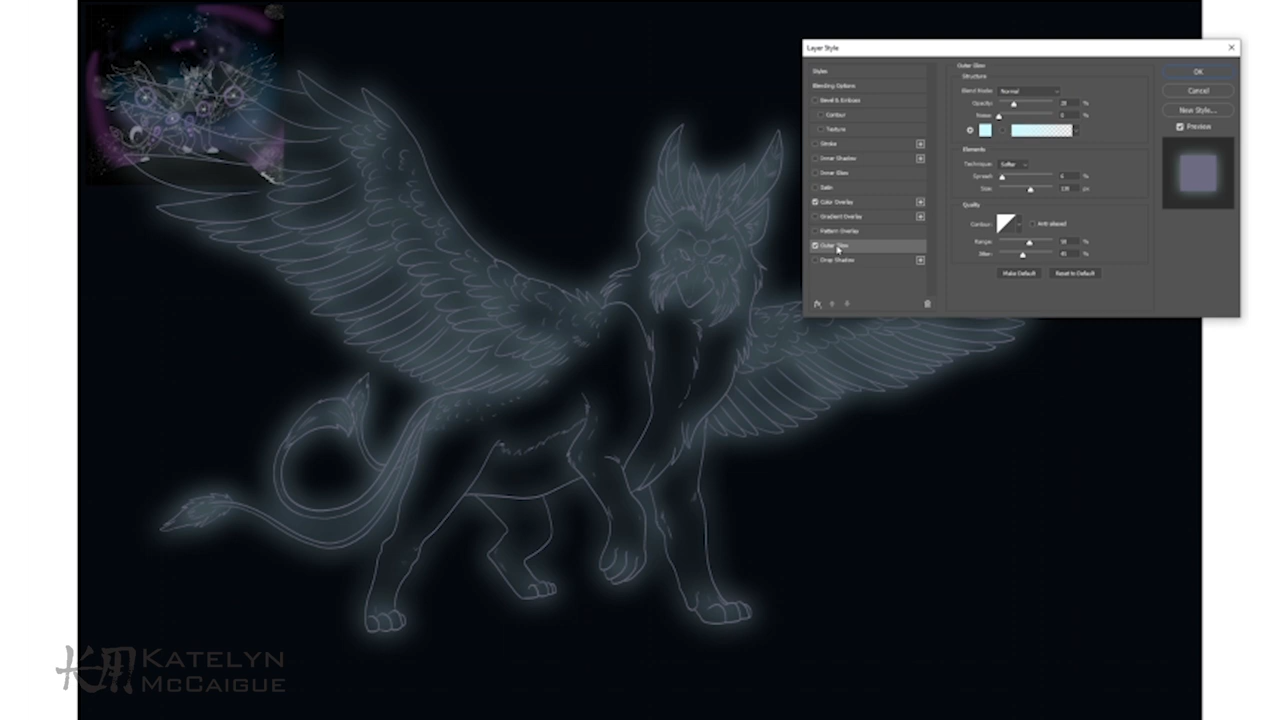 Layer Style
Styles
Blending Options
Bevel & Emboss
Contour
Texture
Stroke
Inner Shadow
Inner Glow
Satin
Color Overlay
Gradient Overlay
Pattern Overlay
Outer Glow
Drop Shadow
Outer Glow
Structure
Blend Mode: Normal
Opacity: %
Noise: 0 %
Elements
Technique: Softer
Spread: %
Size: px
Quality
Contour: Anti-aliased
Range: %
Jitter: %
Make Default Reset to Default
OK
Cancel
New Style...
Preview
KATELYN
MCCAIGUE